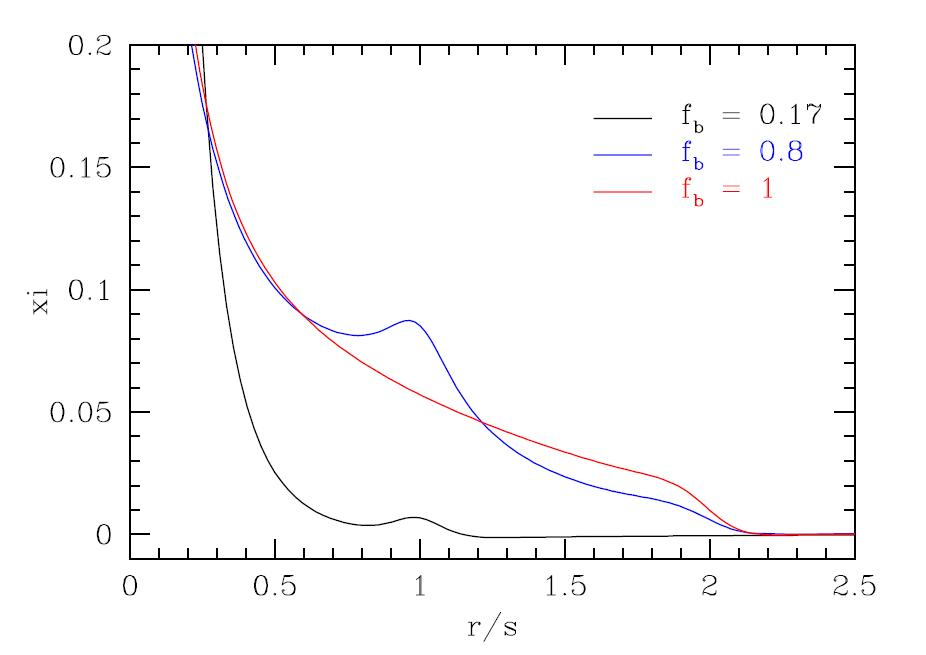 0.2
0.15
0.1
0.05
0
xi
f_b = 0.17
f_b = 0.8
f_b = 1
0 0.5 1 1.5 2 2.5
r/s